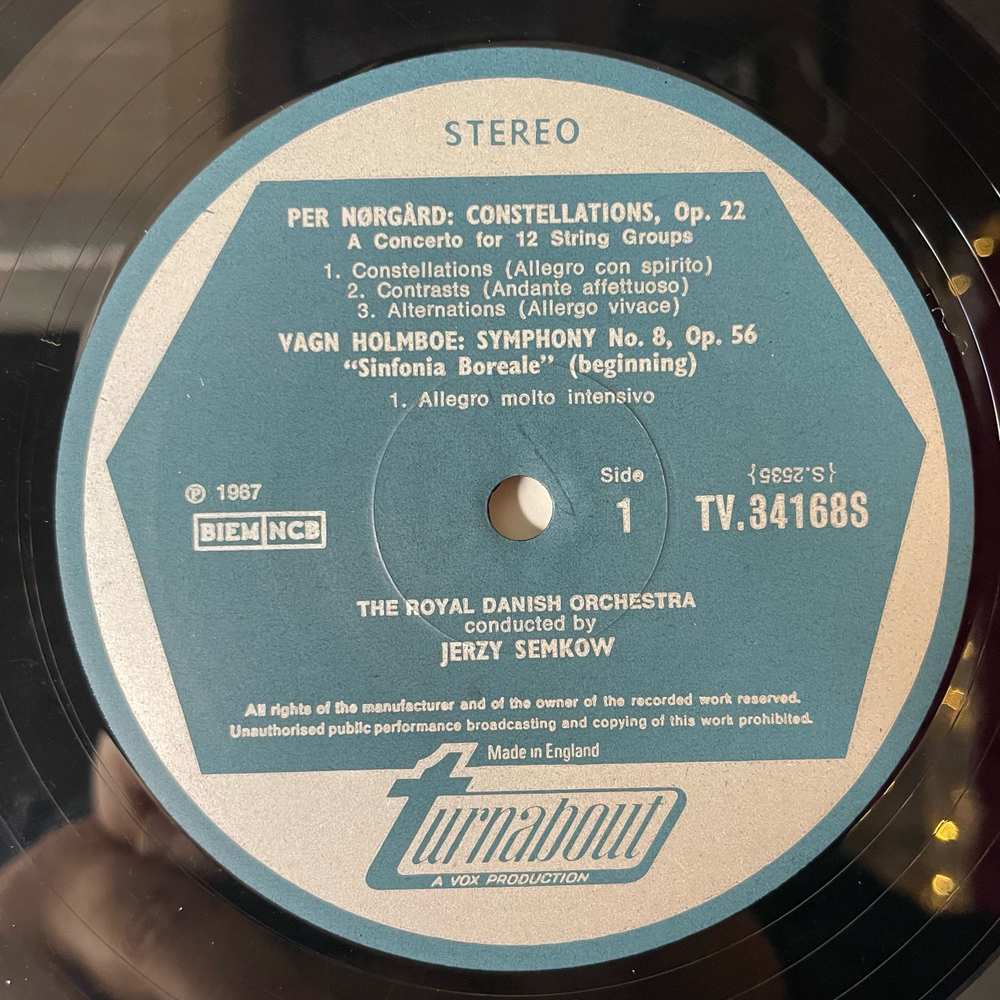 STEREO
PER NØRGÅRD: CONSTELLATIONS, Op. 22
A Concerto for 12 String Groups
1. Constellations (Allegro con spirito)
2. Contrasts (Andante affettuoso)
3. Alternations (Allergo vivace)
VAGN HOLMBOE: SYMPHONY No. 8, Op. 56
“Sinfonia Boreale” (beginning)
1. Allegro molto intensivo
℗ 1967
BIEM NCB
Side
1
{S.2535}
TV.34168S
THE ROYAL DANISH ORCHESTRA
conducted by
JERZY SEMKOW
All rights of the manufacturer and of the owner of the recorded work reserved.
Unauthorised public performance broadcasting and copying of this work prohibited.
Made in England
turnabout
A VOX PRODUCTION